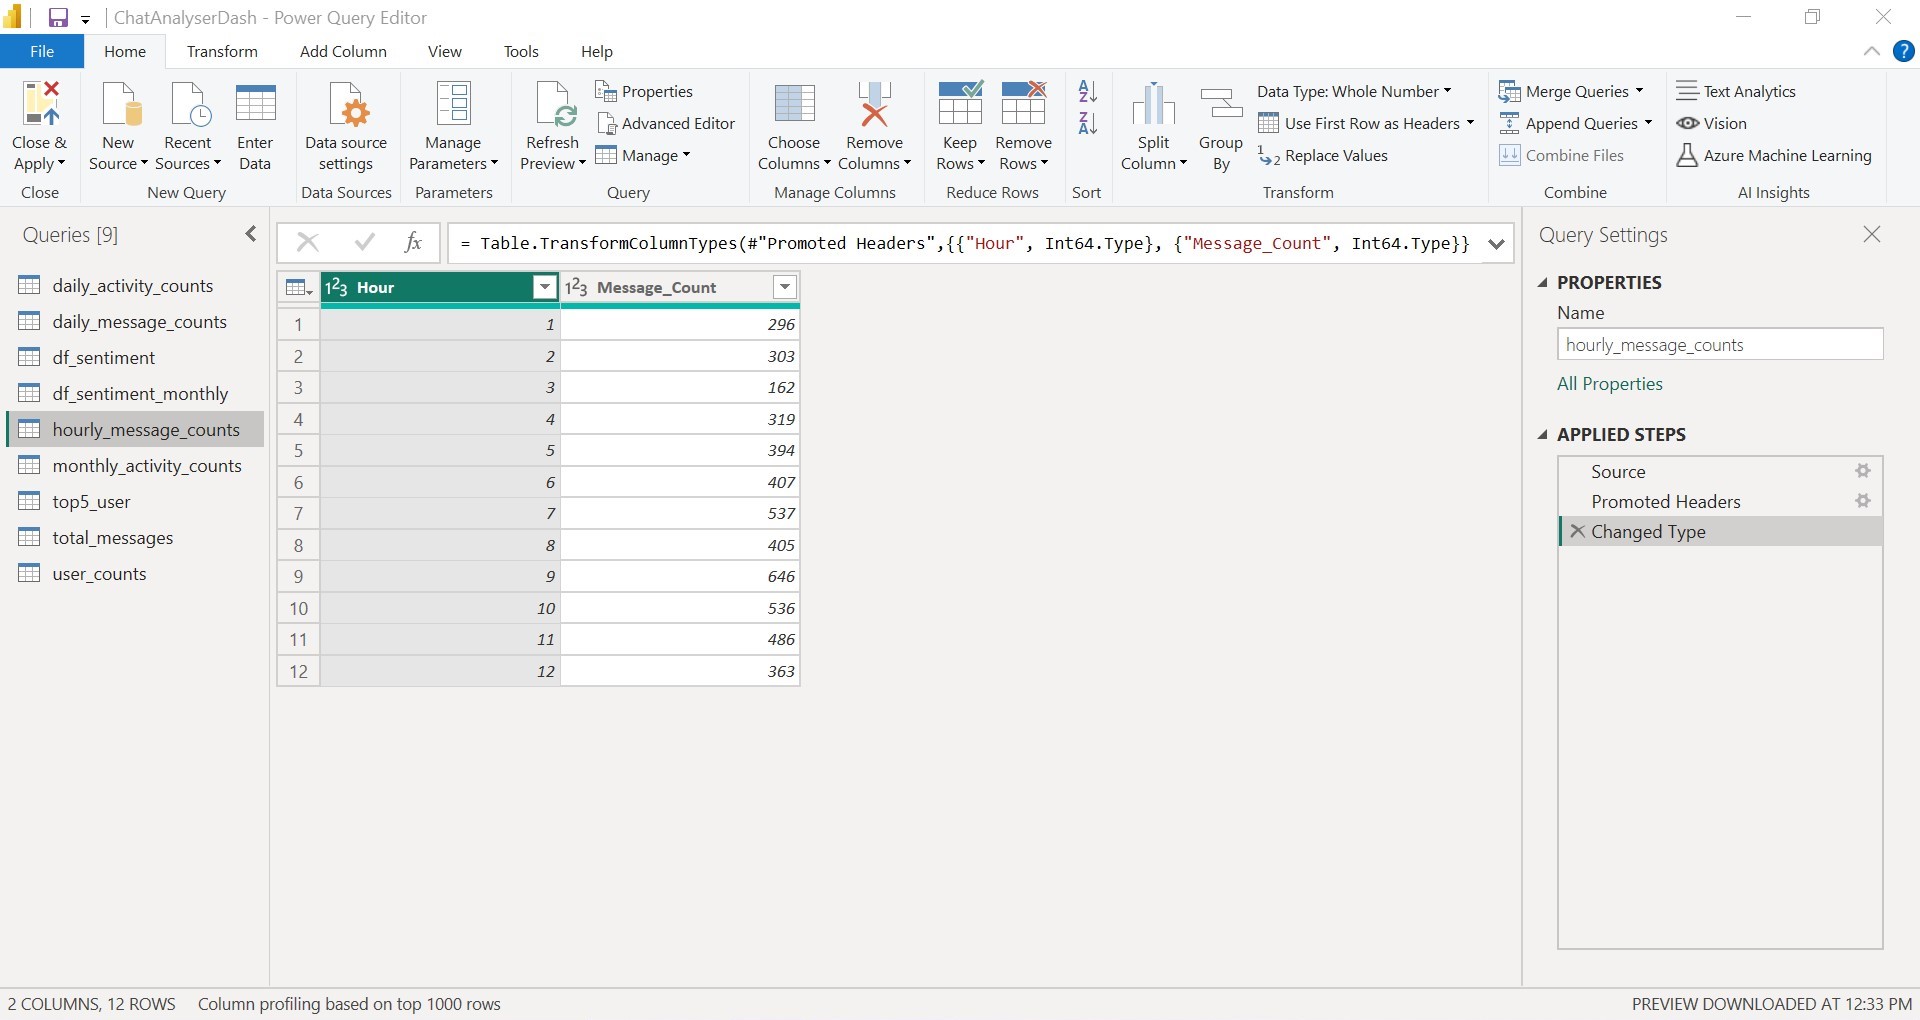 ChatAnalyserDash - Power Query Editor
File Home Transform Add Column View Tools Help ?
Close & Apply
New Source
Recent Sources
Enter Data
Data source settings
Manage Parameters
Refresh Preview
Properties
Advanced Editor
Manage
Choose Columns
Remove Columns
Keep Rows
Remove Rows
A Z
Z A
Split Column
Group By
Data Type: Whole Number
Use First Row as Headers
1 2 Replace Values
Merge Queries
Append Queries
Combine Files
Text Analytics
Vision
Azure Machine Learning
Close New Query Data Sources Parameters Query Manage Columns Reduce Rows Sort Transform Combine AI Insights
Queries [9]
daily_activity_counts
daily_message_counts
df_sentiment
df_sentiment_monthly
hourly_message_counts
monthly_activity_counts
top5_user
total_messages
user_counts
fx = Table.TransformColumnTypes(#"Promoted Headers",{{"Hour", Int64.Type}, {"Message_Count", Int64.Type}}
123 Hour 123 Message_Count
1 1 296
2 2 303
3 3 162
4 4 319
5 5 394
6 6 407
7 7 537
8 8 405
9 9 646
10 10 536
11 11 486
12 12 363
Query Settings
PROPERTIES
Name
hourly_message_counts
All Properties
APPLIED STEPS
Source
Promoted Headers
Changed Type
2 COLUMNS, 12 ROWS Column profiling based on top 1000 rows PREVIEW DOWNLOADED AT 12:33 PM